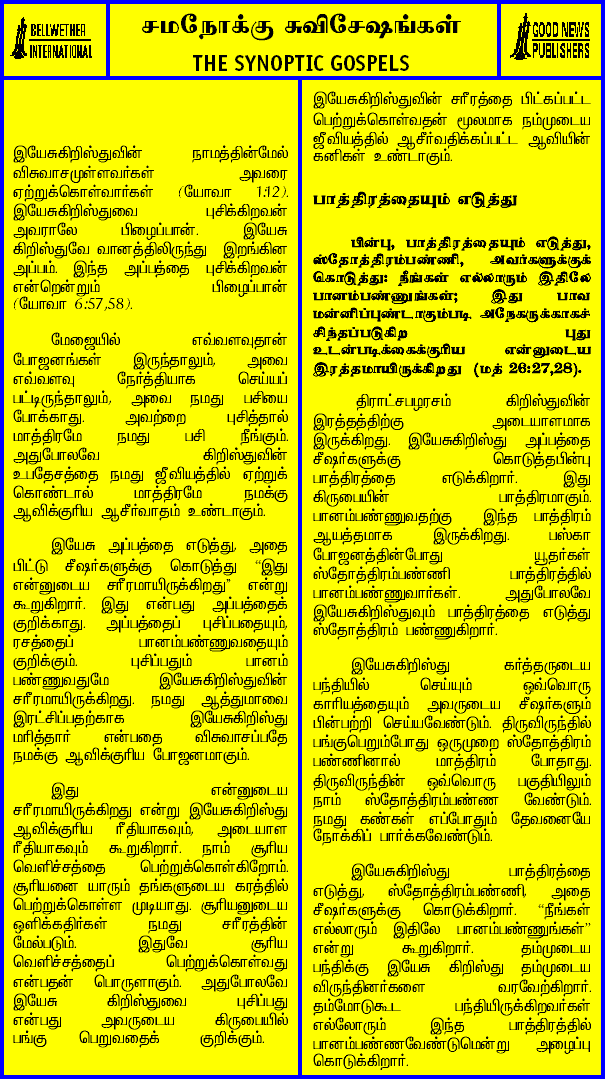 BELLWETHER
INTERNATIONAL
சமநோக்கு சுவிசேஷங்கள்
THE SYNOPTIC GOSPELS
GOOD NEWS
PUBLISHERS
இயேசுகிறிஸ்துவின் நாமத்தின்மேல்
விசுவாசமுள்ளவர்கள் அவரை
ஏற்றுக்கொள்வார்கள் (யோவா 1:12).
இயேசுகிறிஸ்துவை புசிக்கிறவன்
அவராலே பிழைப்பான். இயேசு
கிறிஸ்துவே வானத்திலிருந்து இறங்கின
அப்பம். இந்த அப்பத்தை புசிக்கிறவன்
என்றென்றும் பிழைப்பான்
(யோவா 6:57,58).
மேஜையில் எவ்வளவுதான்
போஜனங்கள் இருந்தாலும், அவை
எவ்வளவு நேர்த்தியாக செய்யப்
பட்டிருந்தாலும், அவை நமது பசியை
போக்காது. அவற்றை புசித்தால்
மாத்திரமே நமது பசி நீங்கும்.
அதுபோலவே கிறிஸ்துவின்
உபதேசத்தை நமது ஜீவியத்தில் ஏற்றுக்
கொண்டால் மாத்திரமே நமக்கு
ஆவிக்குரிய ஆசீர்வாதம் உண்டாகும்.
இயேசு அப்பத்தை எடுத்து, அதை
பிட்டு சீஷர்களுக்கு கொடுத்து “இது
என்னுடைய சரீரமாயிருக்கிறது” என்று
கூறுகிறார். இது என்பது அப்பத்தைக்
குறிக்காது. அப்பத்தைப் புசிப்பதையும்,
ரசத்தைப் பானம்பண்ணுவதையும்
குறிக்கும். புசிப்பதும் பானம்
பண்ணுவதுமே இயேசுகிறிஸ்துவின்
சரீரமாயிருக்கிறது. நமது ஆத்துமாவை
இரட்சிப்பதற்காக இயேசுகிறிஸ்து
மரித்தார் என்பதை விசுவாசப்பதே
நமக்கு ஆவிக்குரிய போஜனமாகும்.
இது என்னுடைய
சரீரமாயிருக்கிறது என்று இயேசுகிறிஸ்து
ஆவிக்குரிய ரீதியாகவும், அடையாள
ரீதியாகவும் கூறுகிறார். நாம் சூரிய
வெளிச்சத்தை பெற்றுக்கொள்கிறோம்.
சூரியனை யாரும் தங்களுடைய கரத்தில்
பெற்றுக்கொள்ள முடியாது. சூரியனுடைய
ஒளிக்கதிர்கள் நமது சரீரத்தின்
மேல்படும். இதுவே சூரிய
வெளிச்சத்தைப் பெற்றுக்கொள்வது
என்பதன் பொருளாகும். அதுபோலவே
இயேசு கிறிஸ்துவை புசிப்பது
என்பது அவருடைய கிருபையில்
பங்கு பெறுவதைக் குறிக்கும்.
இயேசுகிறிஸ்துவின் சரீரத்தை பிட்கப்பட்ட
பெற்றுக்கொள்வதன் மூலமாக நம்முடைய
ஜீவியத்தில் ஆசீர்வதிக்கப்பட்ட ஆவியின்
கனிகள் உண்டாகும்.
பாத்திரத்தையும் எடுத்து
பின்பு, பாத்திரத்தையும் எடுத்து,
ஸ்தோத்திரம்பண்ணி, அவர்களுக்குக்
கொடுத்து: நீங்கள் எல்லாரும் இதிலே
பானம்பண்ணுங்கள்; இது பாவ
மன்னிப்புண்டாகும்படி அநேகருக்காகச்
சிந்தப்படுகிற புது
உடன்படிக்கைக்குரிய என்னுடைய
இரத்தமாயிருக்கிறது (மத் 26:27,28).
திராட்சபழரசம் கிறிஸ்துவின்
இரத்தத்திற்கு அடையாளமாக
இருக்கிறது. இயேசுகிறிஸ்து அப்பத்தை
சீஷர்களுக்கு கொடுத்தபின்பு
பாத்திரத்தை எடுக்கிறார். இது
கிருபையின் பாத்திரமாகும்.
பானம்பண்ணுவதற்கு இந்த பாத்திரம்
ஆயத்தமாக இருக்கிறது. பஸ்கா
போஜனத்தின்போது யூதர்கள்
ஸ்தோத்திரம்பண்ணி பாத்திரத்தில்
பானம்பண்ணுவார்கள். அதுபோலவே
இயேசுகிறிஸ்துவும் பாத்திரத்தை எடுத்து
ஸ்தோத்திரம் பண்ணுகிறார்.
இயேசுகிறிஸ்து கர்த்தருடைய
பந்தியில் செய்யும் ஒவ்வொரு
காரியத்தையும் அவருடைய சீஷர்களும்
பின்பற்றி செய்யவேண்டும். திருவிருந்தில்
பங்குபெறும்போது ஒருமுறை ஸ்தோத்திரம்
பண்ணினால் மாத்திரம் போதாது.
திருவிருந்தின் ஒவ்வொரு பகுதியிலும்
நாம் ஸ்தோத்திரம்பண்ண வேண்டும்.
நமது கண்கள் எப்போதும் தேவனையே
நோக்கிப் பார்க்கவேண்டும்.
இயேசுகிறிஸ்து பாத்திரத்தை
எடுத்து, ஸ்தோத்திரம்பண்ணி, அதை
சீஷர்களுக்கு கொடுக்கிறார். “நீங்கள்
எல்லாரும் இதிலே பானம்பண்ணுங்கள்”
என்று கூறுகிறார். தம்முடைய
பந்திக்கு இயேசு கிறிஸ்து தம்முடைய
விருந்தினர்களை வரவேற்கிறார்.
தம்மோடுகூட பந்தியிருக்கிறவர்கள்
எல்லோரும் இந்த பாத்திரத்தில்
பானம்பண்ணவேண்டுமென்று அழைப்பு
கொடுக்கிறார்.